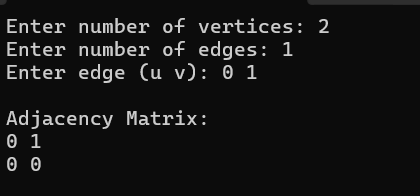 Enter number of vertices: 2
Enter number of edges: 1
Enter edge (u v): 0 1
Adjacency Matrix:
0 1
0 0